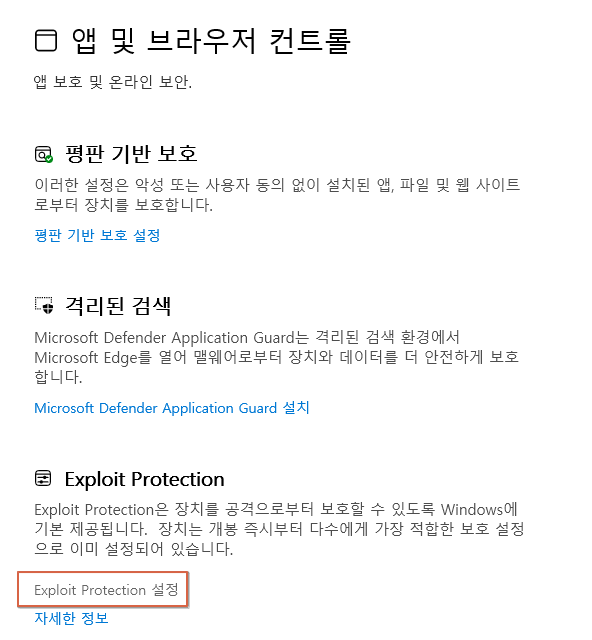 앱 및 브라우저 컨트롤
앱 보호 및 온라인 보안.
평판 기반 보호
이러한 설정은 악성 또는 사용자 동의 없이 설치된 앱, 파일 및 웹 사이트
로부터 장치를 보호합니다.
평판 기반 보호 설정
격리된 검색
Microsoft Defender Application Guard는 격리된 검색 환경에서
Microsoft Edge를 열어 맬웨어로부터 장치와 데이터를 더 안전하게 보호
합니다.
Microsoft Defender Application Guard 설치
Exploit Protection
Exploit Protection은 장치를 공격으로부터 보호할 수 있도록 Windows에
기본 제공됩니다.  장치는 개봉 즉시부터 다수에게 가장 적합한 보호 설정
으로 이미 설정되어 있습니다.
Exploit Protection 설정
자세한 정보